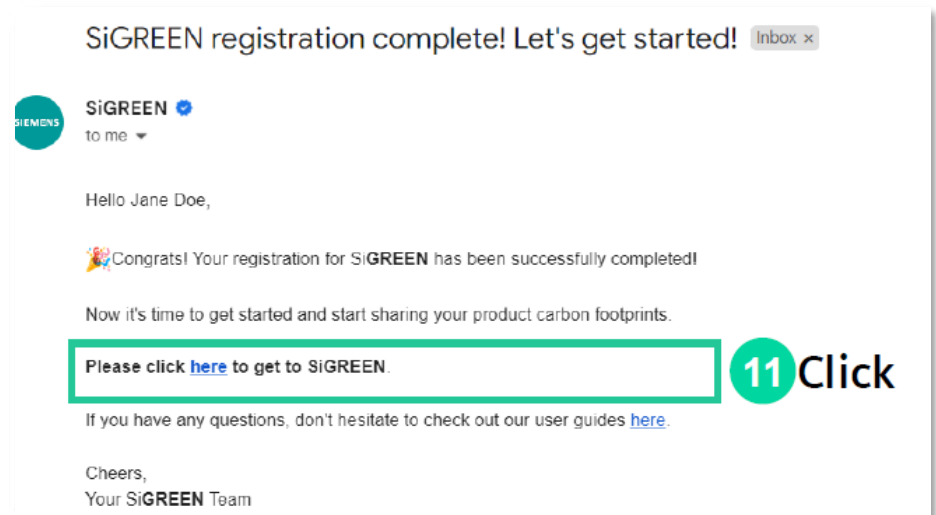 SiGREEN registration complete! Let's get started! Inbox ×
SIEMENS
SiGREEN
to me
Hello Jane Doe,
🎉Congrats! Your registration for SiGREEN has been successfully completed!
Now it's time to get started and start sharing your product carbon footprints.
Please click here to get to SiGREEN.
11 Click
If you have any questions, don't hesitate to check out our user guides here.
Cheers,
Your SiGREEN Team